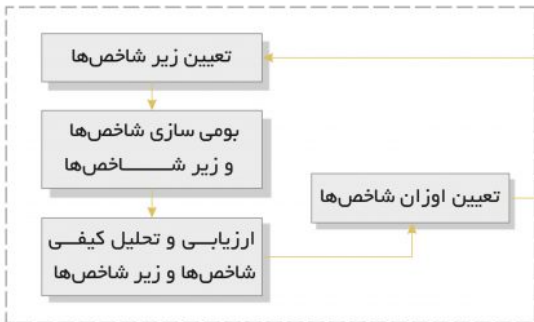 تعیین زیر شاخص‌ها
بومی سازی شاخص‌ها
و زیر شـــــاخص‌ها
ارزیابـــی و تحلیل کیفـــی
شاخص‌ها و زیر شاخص‌ها
تعیین اوزان شاخص‌ها